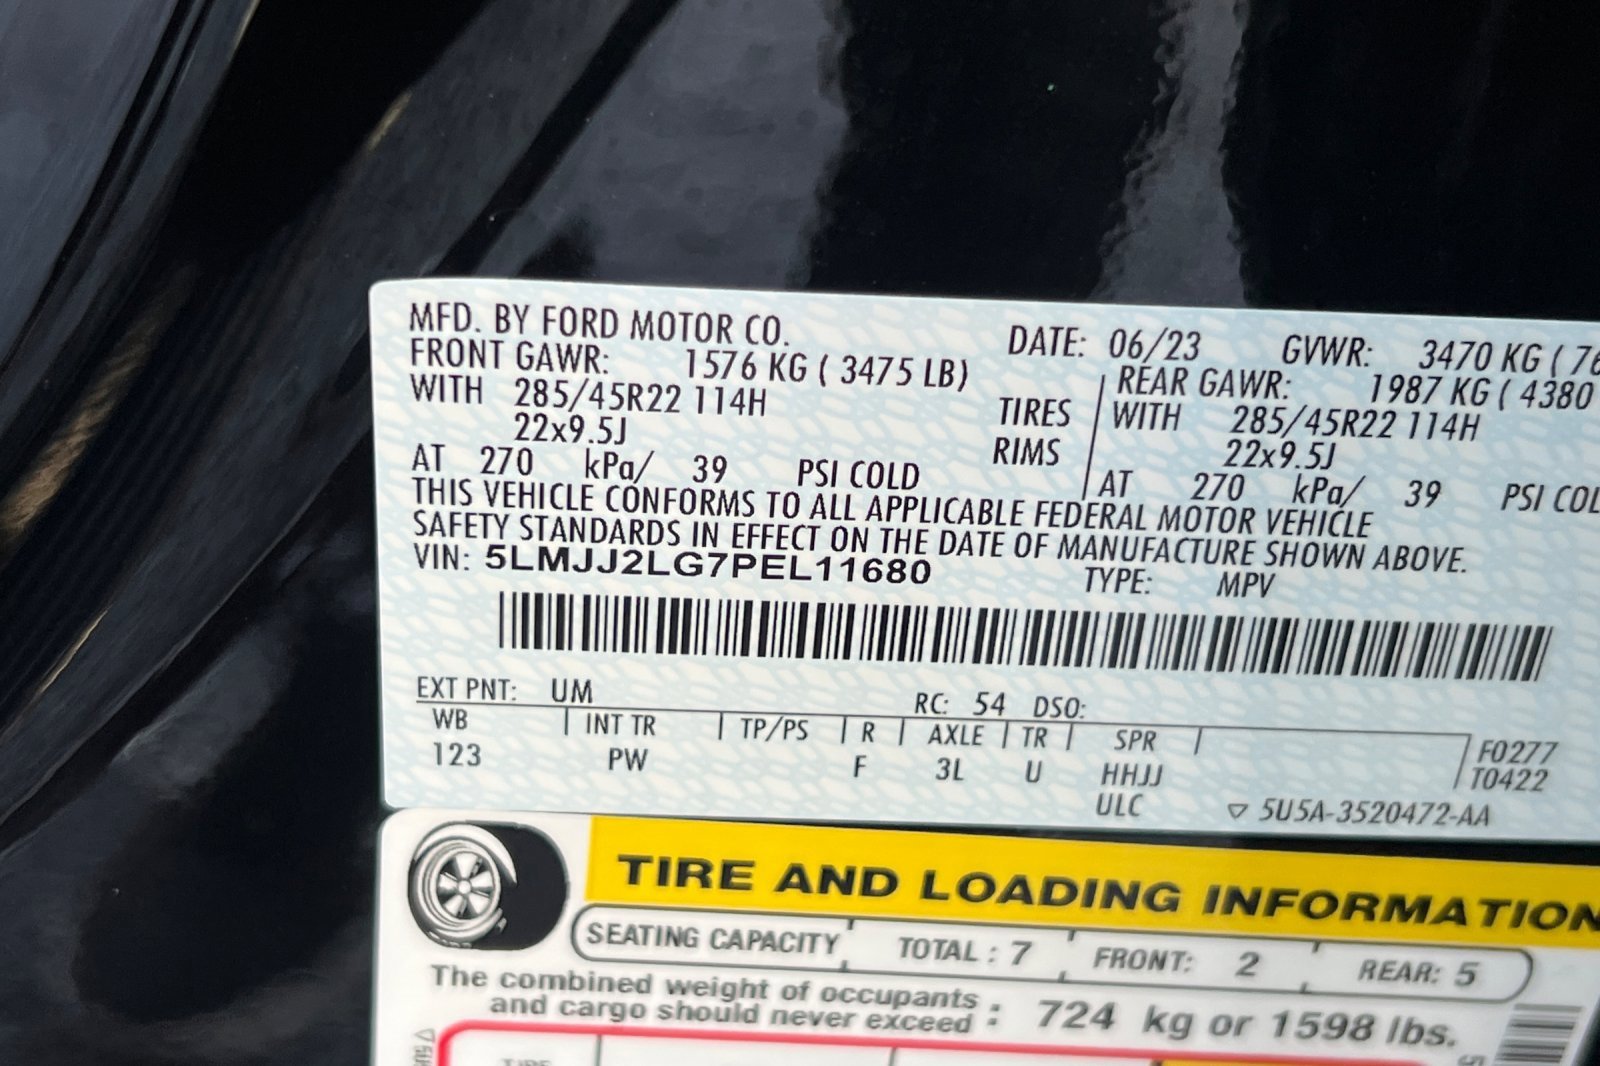 MFD. BY FORD MOTOR CO. DATE: 06/23 GVWR: 3470 KG ( 76
FRONT GAWR: 1576 KG ( 3475 LB) REAR GAWR: 1987 KG ( 4380
WITH 285/45R22 114H TIRES WITH 285/45R22 114H
22x9.5J RIMS 22x9.5J
AT 270 kPa/ 39 PSI COLD AT 270 kPa/ 39 PSI COL
THIS VEHICLE CONFORMS TO ALL APPLICABLE FEDERAL MOTOR VEHICLE
SAFETY STANDARDS IN EFFECT ON THE DATE OF MANUFACTURE SHOWN ABOVE.
VIN: 5LMJJ2LG7PEL11680 TYPE: MPV
EXT PNT: UM RC: 54 DSO:
WB INT TR TP/PS R AXLE TR SPR F0277
123 PW F 3L U HHJJ T0422
ULC ▽ 5U5A-3520472-AA
TIRE AND LOADING INFORMATION
SEATING CAPACITY TOTAL : 7 FRONT: 2 REAR: 5
The combined weight of occupants
and cargo should never exceed : 724 kg or 1598 lbs.